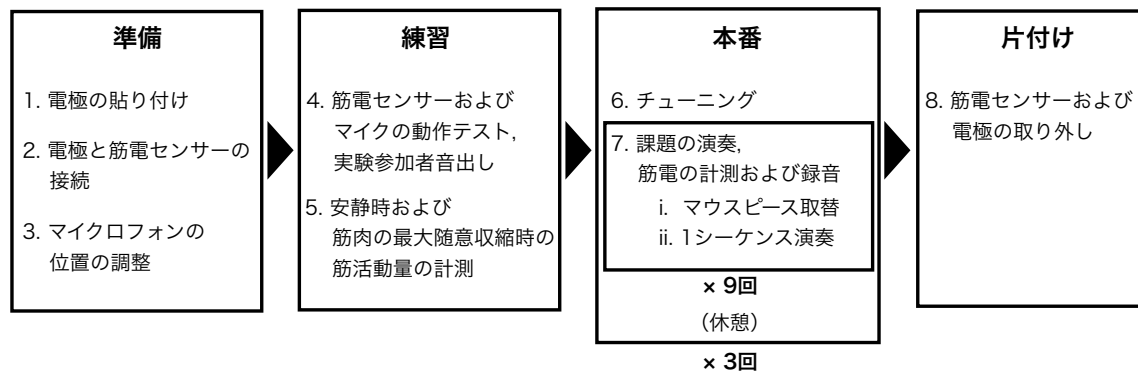 準備
1. 電極の貼り付け
2. 電極と筋電センサーの
接続
3. マイクロフォンの
位置の調整
練習
4. 筋電センサーおよび
マイクの動作テスト,
実験参加者音出し
5. 安静時および
筋肉の最大随意収縮時の
筋活動量の計測
本番
6. チューニング
7. 課題の演奏,
筋電の計測および録音
i. マウスピース取替
ii. 1シーケンス演奏
× 9回
（休憩）
× 3回
片付け
8. 筋電センサーおよび
電極の取り外し